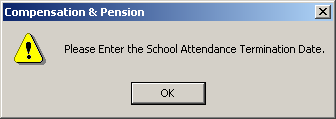 Compensation & Pension
Please Enter the School Attendance Termination Date.
OK